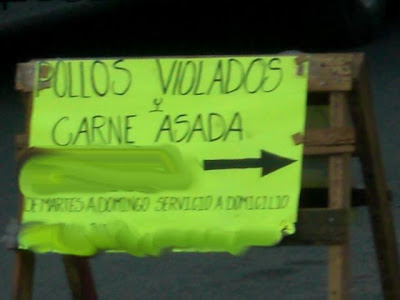 POLLOS VIOLADOS
Y
CARNE ASADA
DE MARTES A DOMINGO SERVICIO A DOMICILIO